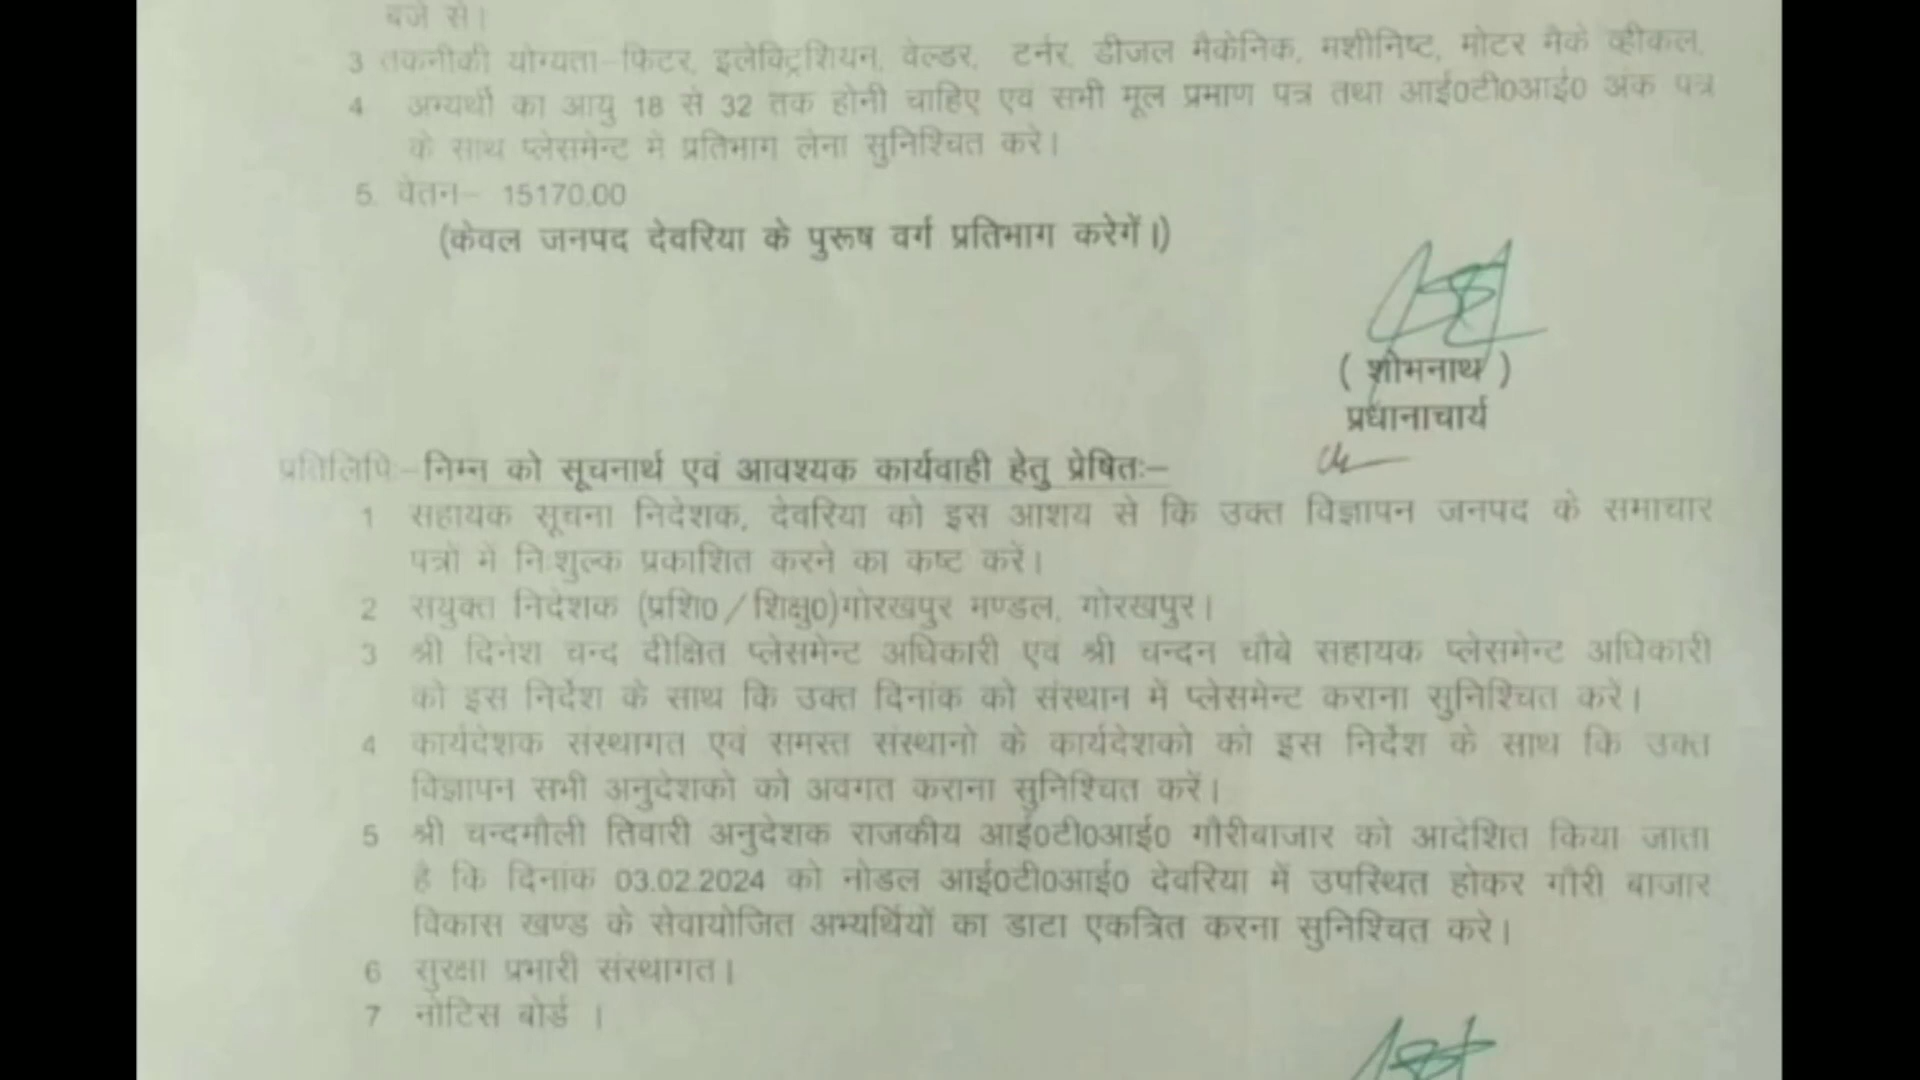 बजे से।
3 तकनीकी योग्यता–फिटर, इलेक्ट्रिशियन, वेल्डर, टर्नर, डीजल मैकेनिक, मशीनिष्ट, मोटर मैके व्हीकल,
4 अभ्यर्थी का आयु 18 से 32 तक होनी चाहिए एवं सभी मूल प्रमाण पत्र तथा आई0टी0आई0 अंक पत्र
के साथ प्लेसमेन्ट में प्रतिभाग लेना सुनिश्चित करे।
5. वेतन– 15170.00
(केवल जनपद देवरिया के पुरूष वर्ग प्रतिभाग करेगें।)
( शोभनाथ )
प्रधानाचार्य
प्रतिलिपिः–निम्न को सूचनार्थ एवं आवश्यक कार्यवाही हेतु प्रेषितः–
1 सहायक सूचना निदेशक, देवरिया को इस आशय से कि उक्त विज्ञापन जनपद के समाचार
पत्रों में निःशुल्क प्रकाशित करने का कष्ट करें।
2 सयुक्त निदेशक (प्रशि0/शिक्षु0)गोरखपुर मण्डल, गोरखपुर।
3 श्री दिनेश चन्द दीक्षित प्लेसमेन्ट अधिकारी एव श्री चन्दन चौबे सहायक प्लेसमेन्ट अधिकारी
को इस निर्देश के साथ कि उक्त दिनांक को संस्थान में प्लेसमेन्ट कराना सुनिश्चित करें।
4 कार्यदेशक संस्थागत एवं समस्त संस्थानो के कार्यदेशको को इस निर्देश के साथ कि उक्त
विज्ञापन सभी अनुदेशको को अवगत कराना सुनिश्चित करें।
5 श्री चन्दमौली तिवारी अनुदेशक राजकीय आई0टी0आई0 गौरीबाजार को आदेशित किया जाता
है कि दिनांक 03.02.2024 को नोडल आई0टी0आई0 देवरिया में उपस्थित होकर गौरी बाजार
विकास खण्ड के सेवायोजित अभ्यर्थियों का डाटा एकत्रित करना सुनिश्चित करे।
6 सुरक्षा प्रभारी संस्थागत।
7 नोटिस बोर्ड ।